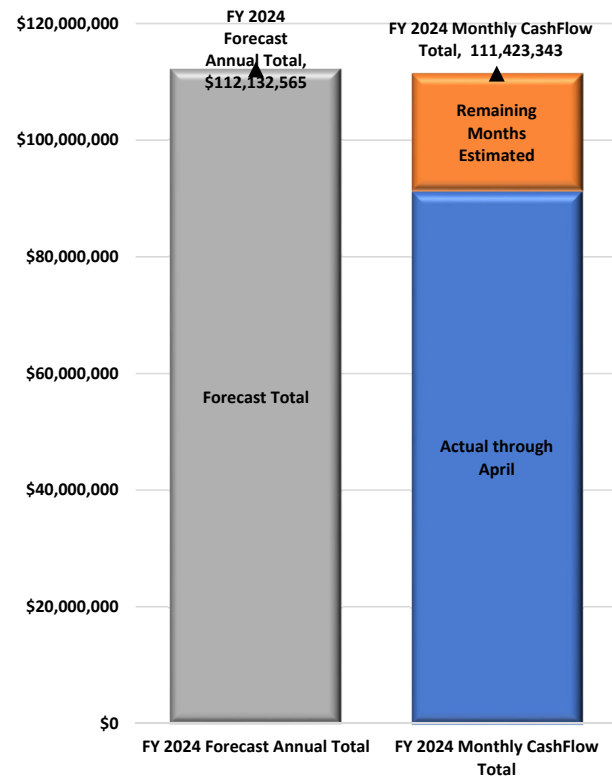 $120,000,000
$100,000,000
$80,000,000
$60,000,000
$40,000,000
$20,000,000
$0
FY 2024
Forecast
Annual Total,
$112,132,565
FY 2024 Monthly CashFlow
Total,  111,423,343
Remaining
Months
Estimated
Forecast Total
Actual through
April
FY 2024 Forecast Annual Total
FY 2024 Monthly CashFlow
Total